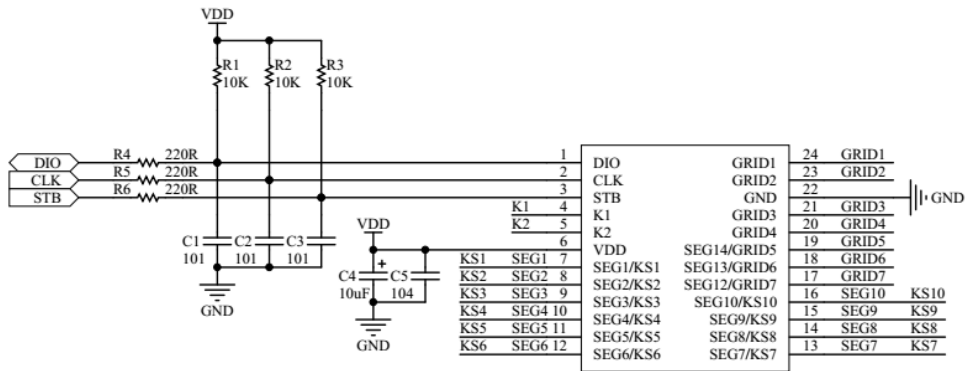 VDD
R1 R2 R3
10K 10K 10K
DIO R4 220R 1 DIO GRID1 24 GRID1
CLK R5 220R 2 CLK GRID2 23 GRID2
STB R6 220R 3 STB GND 22 GND
K1 4 K1 GRID3 21 GRID3
K2 5 K2 GRID4 20 GRID4
VDD
6 VDD SEG14/GRID5 19 GRID5
C1 C2 C3
101 101 101
KS1 SEG1 7 SEG1/KS1 SEG13/GRID6 18 GRID6
C4 + C5
10uF 104
KS2 SEG2 8 SEG2/KS2 SEG12/GRID7 17 GRID7
KS3 SEG3 9 SEG3/KS3 SEG10/KS10 16 SEG10 KS10
GND
KS4 SEG4 10 SEG4/KS4 SEG9/KS9 15 SEG9 KS9
KS5 SEG5 11 SEG5/KS5 SEG8/KS8 14 SEG8 KS8
GND
KS6 SEG6 12 SEG6/KS6 SEG7/KS7 13 SEG7 KS7